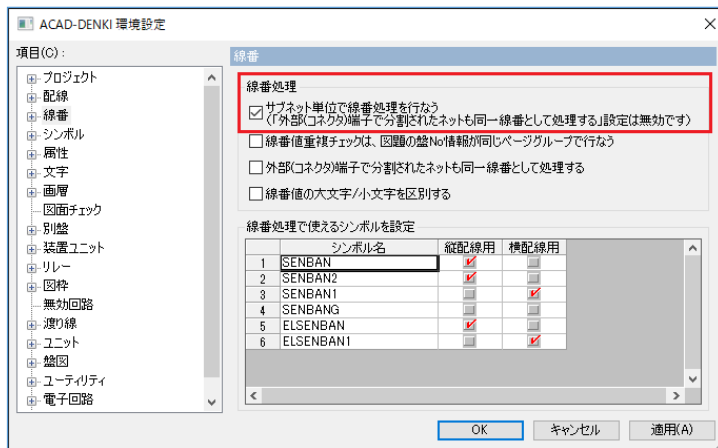 ACAD-DENKI 環境設定
項目(C)：
プロジェクト
配線
線番
シンボル
属性
文字
画層
図面チェック
別盤
装置ユニット
リレー
図枠
無効回路
渡り線
ユニット
盤図
ユーティリティ
電子回路
線番
線番処理
サブネット単位で線番処理を行なう
(「外部(コネクタ)端子で分割されたネットも同一線番として処理する」設定は無効です)
線番値重複チェックは、図題の盤No情報が同じページグループで行なう
外部(コネクタ)端子で分割されたネットも同一線番として処理する
線番値の大文字/小文字を区別する
線番処理で使えるシンボルを設定
シンボル名 縦配線用 横配線用
1 SENBAN
2 SENBAN2
3 SENBAN1
4 SENBANG
5 ELSENBAN
6 ELSENBAN1
OK キャンセル 適用(A)